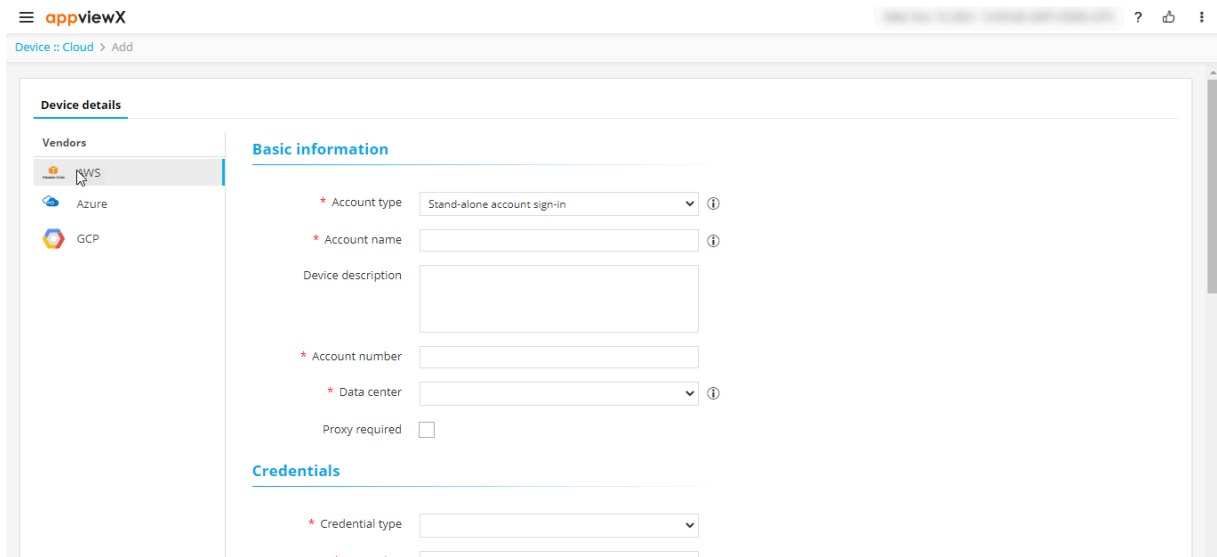 appviewX
?
Device :: Cloud > Add
Device details
Vendors
AWS
Azure
GCP
Basic information
* Account type
Stand-alone account sign-in
* Account name
Device description
* Account number
* Data center
Proxy required
Credentials
* Credential type